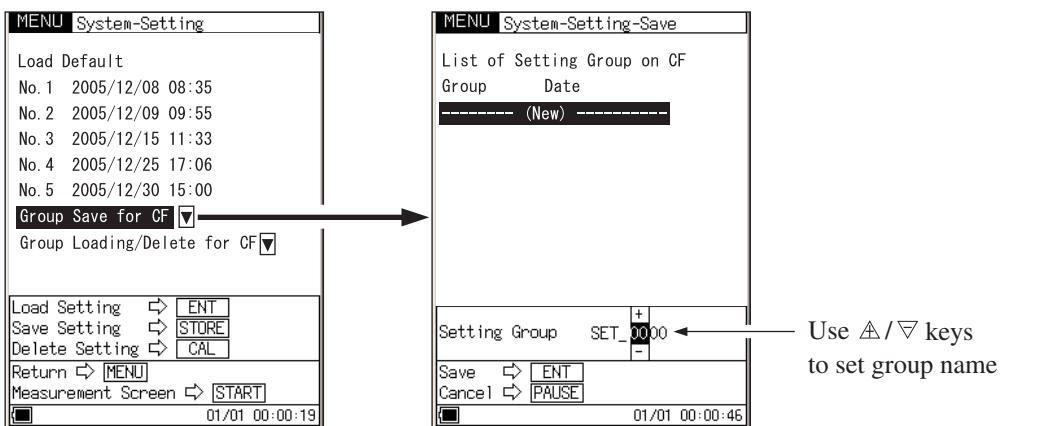 MENU System-Setting
Load Default
No. 1 2005/12/08 08:35
No. 2 2005/12/09 09:55
No. 3 2005/12/15 11:33
No. 4 2005/12/25 17:06
No. 5 2005/12/30 15:00
Group Save for CF ▼
Group Loading/Delete for CF ▼
Load Setting ⇨ ENT
Save Setting ⇨ STORE
Delete Setting ⇨ CAL
Return ⇨ MENU
Measurement Screen ⇨ START
01/01 00:00:19
MENU System-Setting-Save
List of Setting Group on CF
Group Date
-------- (New) ----------
+
Setting Group SET_0000
-
Save ⇨ ENT
Cancel ⇨ PAUSE
01/01 00:00:46
Use △/▽ keys
to set group name